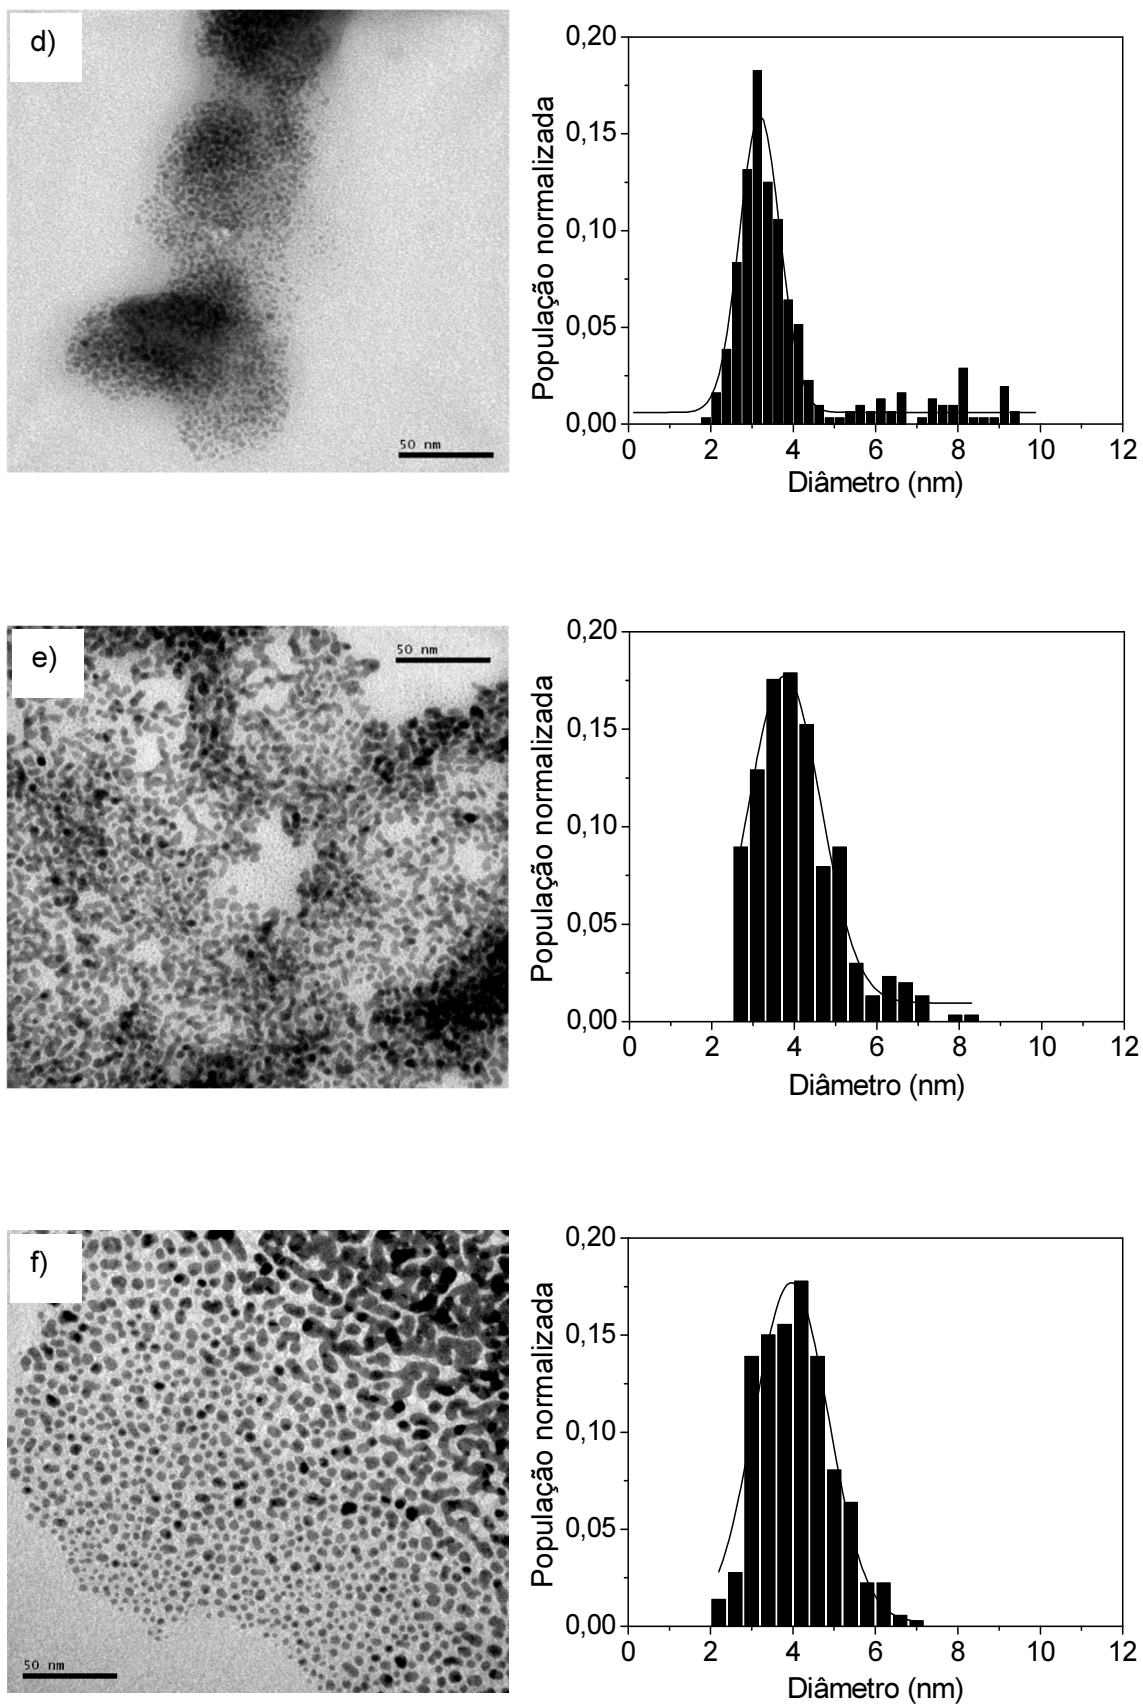 d)
50 nm
0,20
0,15
0,10
0,05
0,00
População normalizada
0 2 4 6 8 10 12
Diâmetro (nm)
e)
50 nm
0,20
0,15
0,10
0,05
0,00
População normalizada
0 2 4 6 8 10 12
Diâmetro (nm)
f)
50 nm
0,20
0,15
0,10
0,05
0,00
População normalizada
0 2 4 6 8 10 12
Diâmetro (nm)